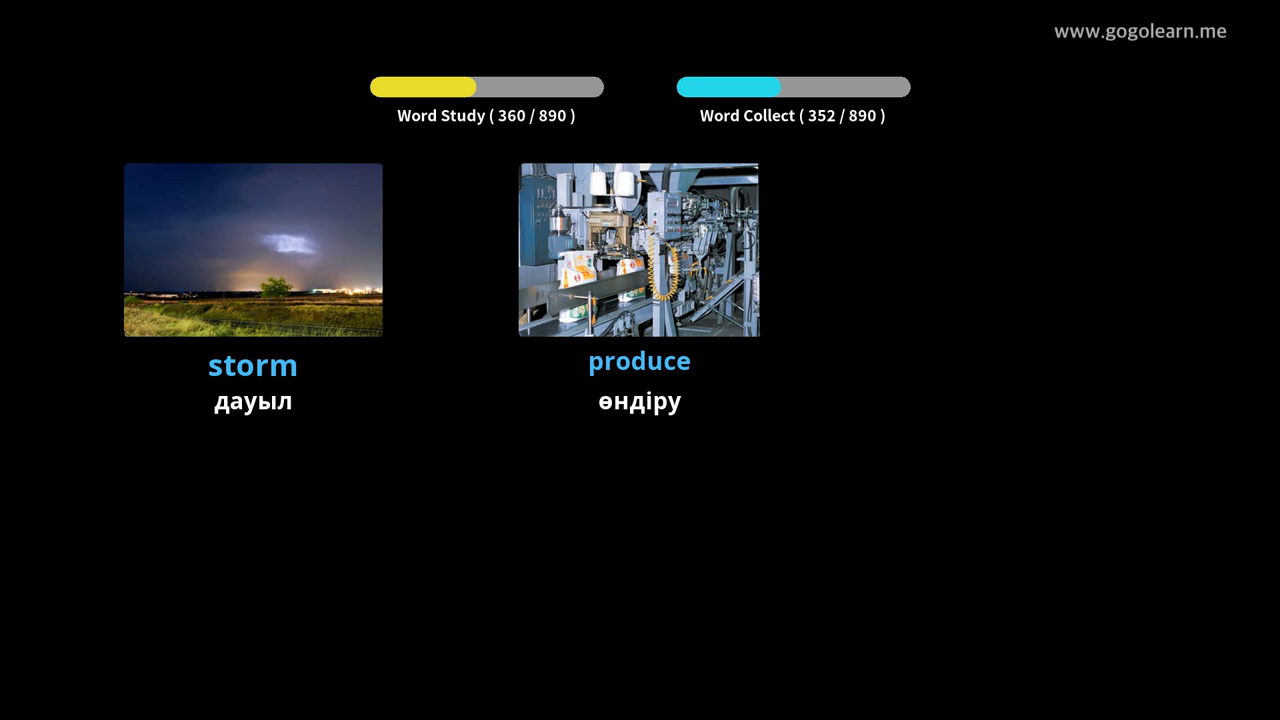 www.gogolearn.me
Word Study ( 360 / 890 )
Word Collect ( 352 / 890 )
storm
дауыл
produce
өндіру